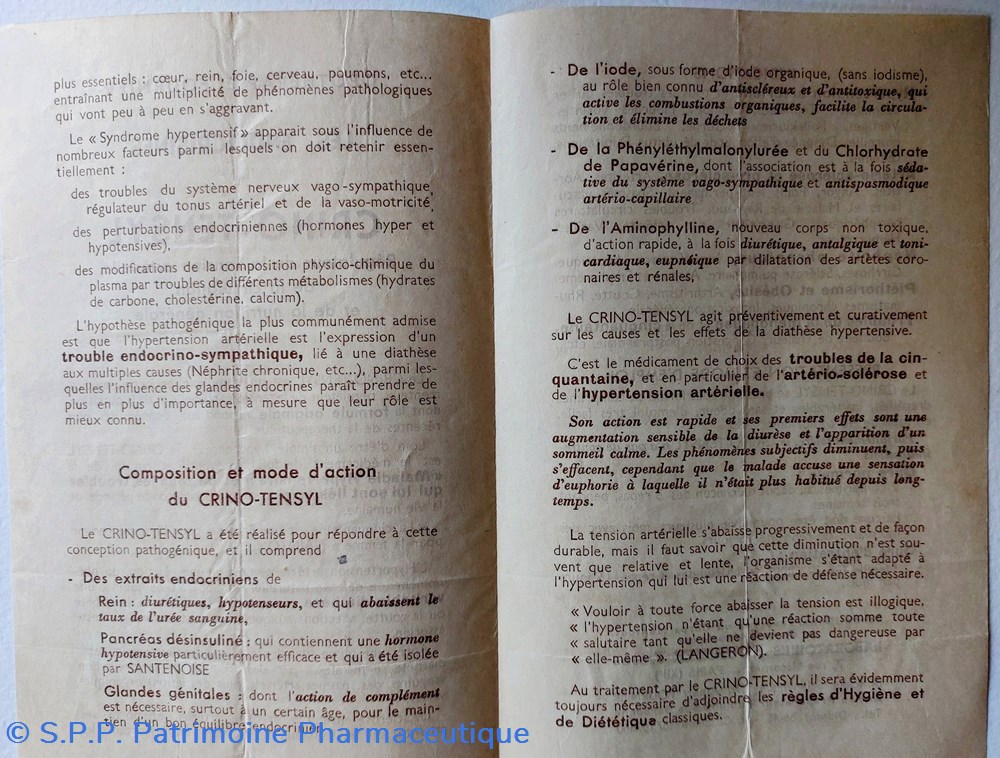 plus essentiels : cœur, rein, foie, cerveau, poumons, etc...
entraînant une multiplicité de phénomènes pathologiques
qui vont peu à peu en s'aggravant.
Le « Syndrome hypertensif » apparait sous l'influence de
nombreux facteurs parmi lesquels on doit retenir essen-
tiellement :
des troubles du système nerveux vago-sympathique,
régulateur du tonus artériel et de la vaso-motricité,
des perturbations endocriniennes (hormones hyper et
hypotensives),
des modifications de la composition physico-chimique du
plasma par troubles de différents métabolismes (hydrates
de carbone, cholestérine, calcium).
L'hypothèse pathogénique la plus communément admise
est que l'hypertension artérielle est l'expression d'un
trouble endocrino-sympathique, lié à une diathèse
aux multiples causes (Néphrite chronique, etc...), parmi les-
quelles l'influence des glandes endocrines paraît prendre de
plus en plus d'importance, à mesure que leur rôle est
mieux connu.
Composition et mode d'action
du CRINO-TENSYL
Le CRINO-TENSYL a été réalisé pour répondre à cette
conception pathogénique, et il comprend
- Des extraits endocriniens de
Rein : diurétiques, hypotenseurs, et qui abaissent le
taux de l'urée sanguine,
Pancréas désinsuliné : qui contiennent une hormone
hypotensive particulièrement efficace et qui a été isolée
par SANTENOISE
Glandes génitales : dont l'action de complément
est nécessaire, surtout à un certain âge, pour le main-
tien d'un bon équilibre endocrinien
- De l'iode, sous forme d'iode organique, (sans iodisme),
au rôle bien connu d'antiscléreux et d'antitoxique, qui
active les combustions organiques, facilite la circula-
tion et élimine les déchets
- De la Phényléthylmalonylurée et du Chlorhydrate
de Papavérine, dont l'association est à la fois séda-
tive du système vago-sympathique et antispasmodique
artério-capillaire
- De l'Aminophylline, nouveau corps non toxique,
d'action rapide, à la fois diurétique, antalgique et toni-
cardiaque, eupnéique par dilatation des artètes coro-
naires et rénales,
Le CRINO-TENSYL agit préventivement et curativement
sur les causes et les effets de la diathèse hypertensive.
C'est le médicament de choix des troubles de la cin-
quantaine, et en particulier de l'artério-sclérose et
de l'hypertension artérielle.
Son action est rapide et ses premiers effets sont une
augmentation sensible de la diurèse et l'apparition d'un
sommeil calme. Les phénomènes subjectifs diminuent, puis
s'effacent, cependant que le malade accuse une sensation
d'euphorie à laquelle il n'était plus habitué depuis long-
temps.
La tension artérielle s'abaisse progressivement et de façon
durable, mais il faut savoir que cette diminution n'est sou-
vent que relative et lente, l'organisme s'étant adapté à
l'hypertension qui lui est une réaction de défense nécessaire.
« Vouloir à toute force abaisser la tension est illogique,
« l'hypertension n'étant qu'une réaction somme toute
« salutaire tant qu'elle ne devient pas dangereuse par
« elle-même ». (LANGERON).
Au traitement par le CRINO-TENSYL, il sera évidemment
toujours nécessaire d'adjoindre les règles d'Hygiène et
de Diététique classiques.
© S.P.P. Patrimoine Pharmaceutique